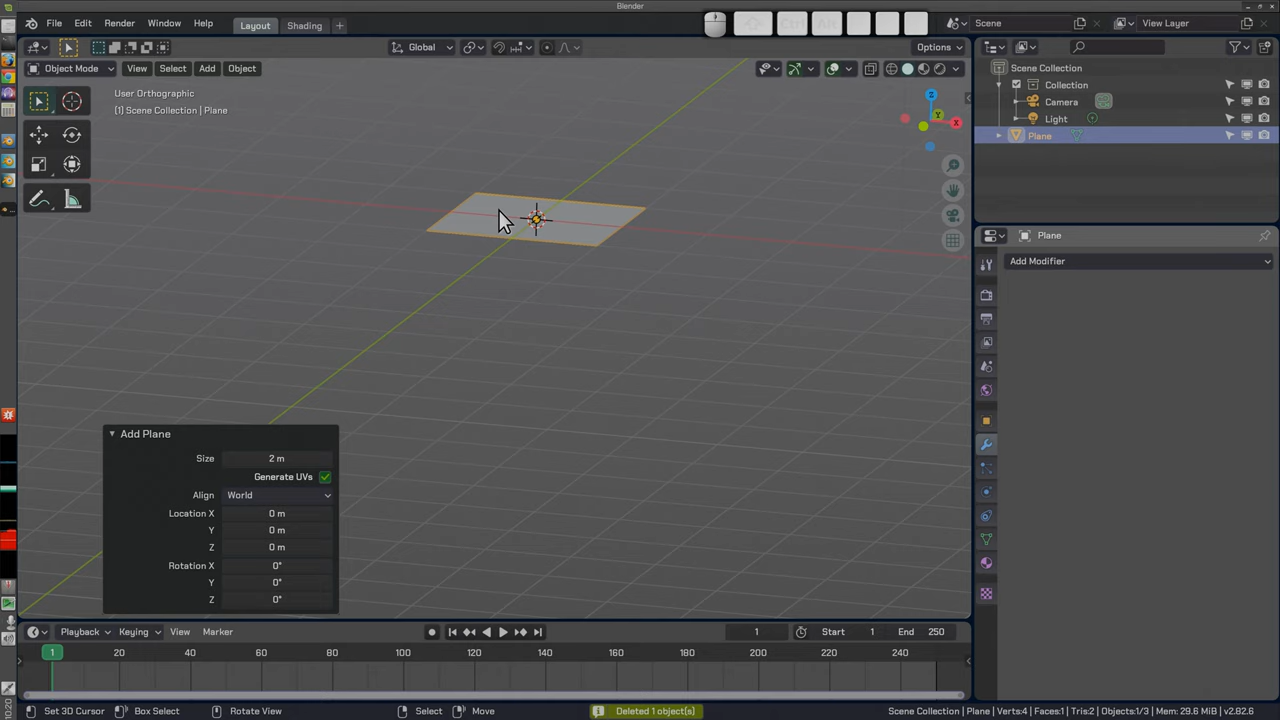 Blender
File Edit Render Window Help Layout Shading + Ctrl Alt Scene View Layer
Global Options
Object Mode View Select Add Object
User Orthographic
(1) Scene Collection | Plane
Z
Y
X
Scene Collection
Collection
Camera
Light
Plane
Plane
Add Modifier
Add Plane
Size 2 m
Generate UVs
Align World
Location X 0 m
Y 0 m
Z 0 m
Rotation X 0°
Y 0°
Z 0°
Playback Keying View Marker 1 Start 1 End 250
1 20 40 60 80 100 120 140 160 180 200 220 240
Set 3D Cursor Box Select Rotate View Select Move Deleted 1 object(s) Scene Collection | Plane | Verts:4 | Faces:1 | Tris:2 | Objects:1/3 | Mem: 29.6 MiB | v2.82.6
10:20